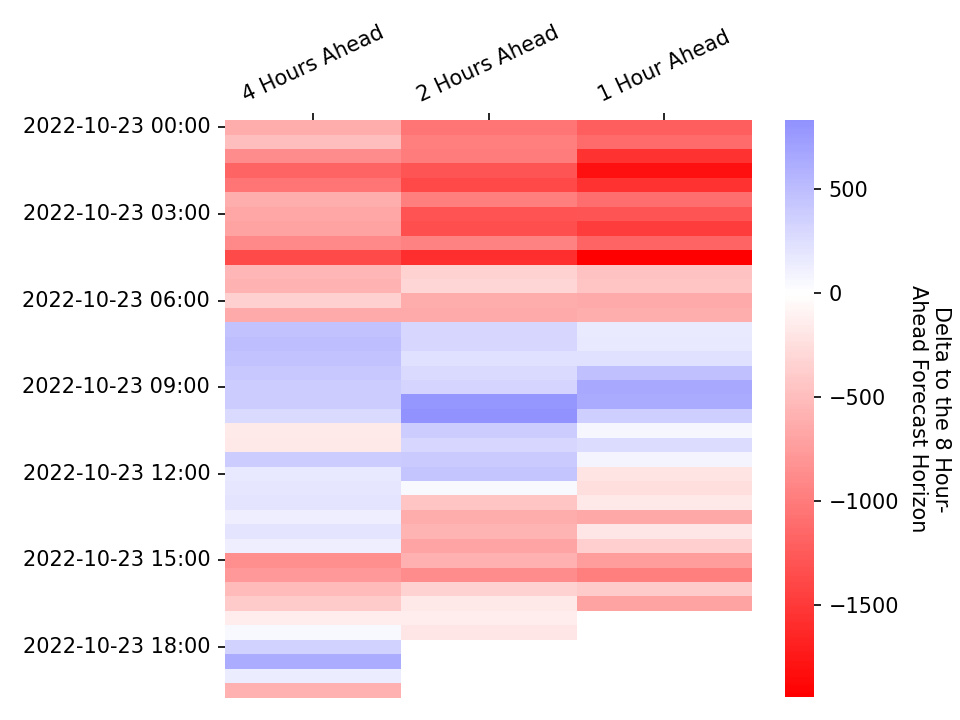 4 Hours Ahead
2 Hours Ahead
1 Hour Ahead
2022-10-23 00:00
2022-10-23 03:00
2022-10-23 06:00
2022-10-23 09:00
2022-10-23 12:00
2022-10-23 15:00
2022-10-23 18:00
500
0
−500
−1000
−1500
Delta to the 8 Hour-
Ahead Forecast Horizon